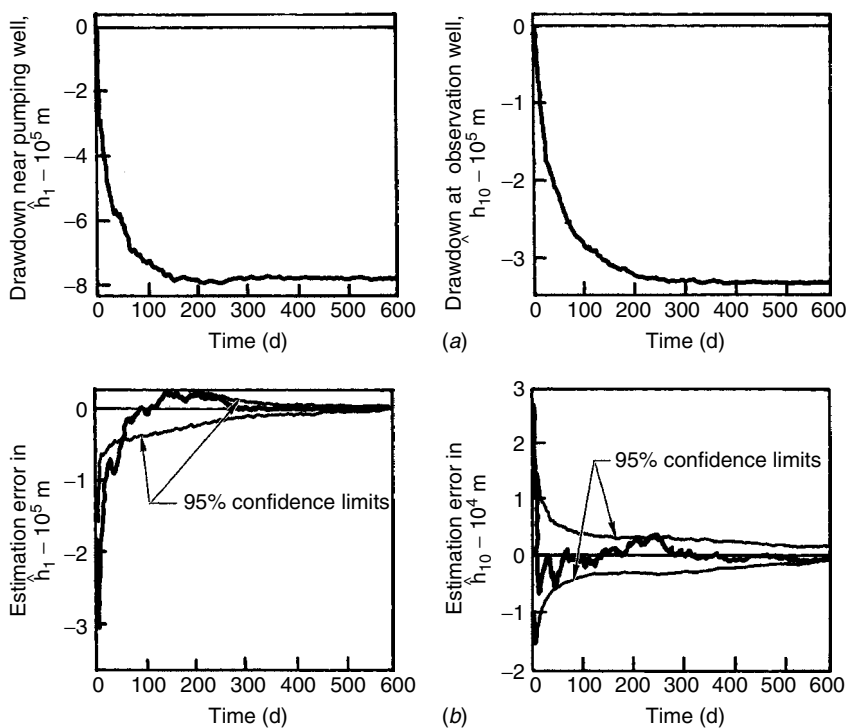 Drawdown near pumping well,
ĥ₁ – 10⁵ m
0
–2
–4
–6
–8
0 100 200 300 400 500 600
Time (d)
(a)
Drawdown at observation well,
ĥ₁₀ – 10⁵ m
0
–1
–2
–3
0 100 200 300 400 500 600
Time (d)
Estimation error in
ĥ₁ – 10⁵ m
0
–1
–2
–3
95% confidence limits
0 100 200 300 400 500 600
Time (d)
(b)
Estimation error in
ĥ₁₀ – 10⁴ m
3
2
1
0
–1
–2
95% confidence limits
0 100 200 300 400 500 600
Time (d)